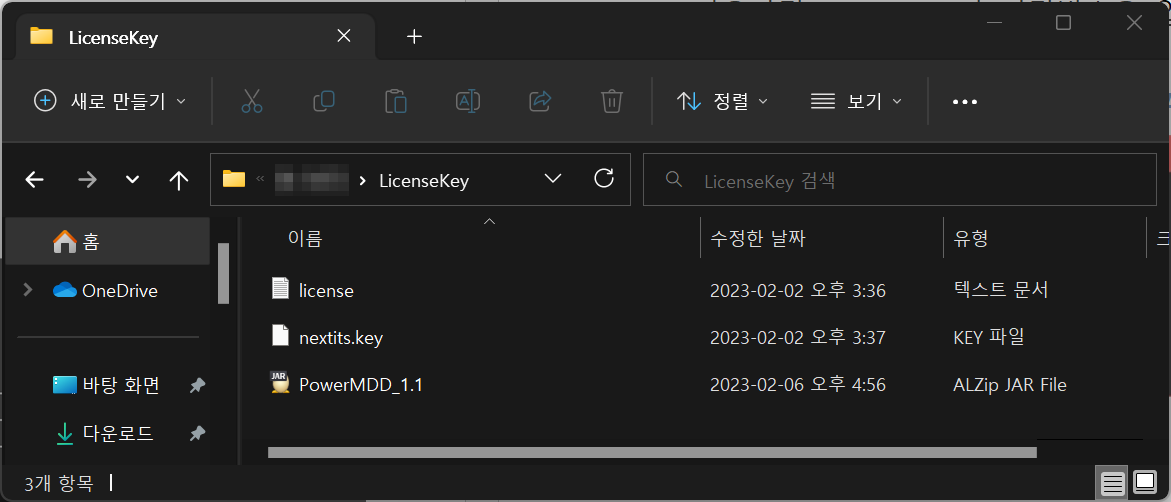 LicenseKey
새로 만들기
정렬
보기
« > LicenseKey
LicenseKey 검색
홈
OneDrive
바탕 화면
다운로드
이름 수정한 날짜 유형
license 2023-02-02 오후 3:36 텍스트 문서
nextits.key 2023-02-02 오후 3:37 KEY 파일
JAR PowerMDD_1.1 2023-02-06 오후 4:56 ALZip JAR File
3개 항목